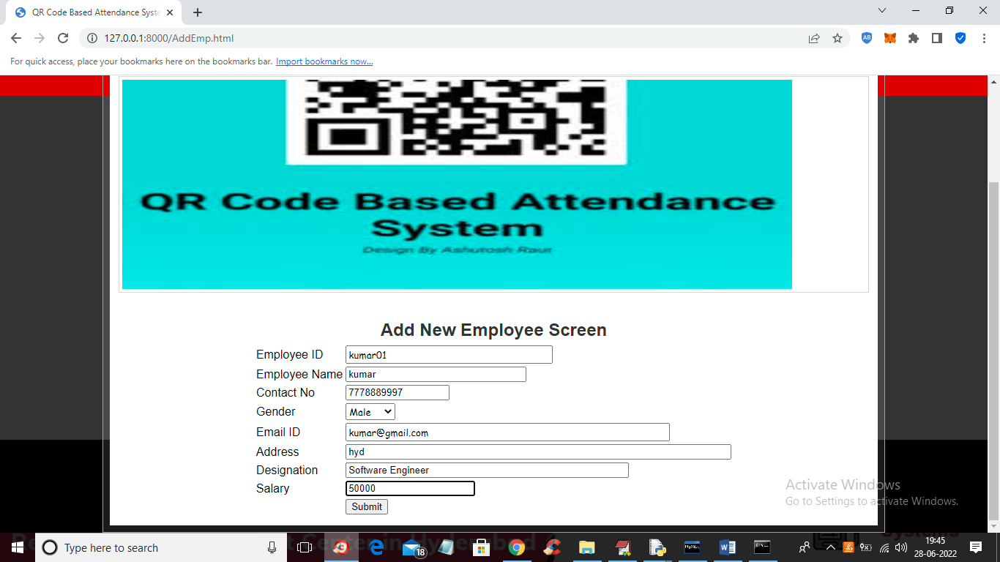 QR Code Based Attendance Syste
127.0.0.1:8000/AddEmp.html
For quick access, place your bookmarks here on the bookmarks bar. Import bookmarks now...
QR Code Based Attendance
System
Design By Ashutosh Raut
Add New Employee Screen
Employee ID kumar01
Employee Name kumar
Contact No 7778889997
Gender Male
Email ID kumar@gmail.com
Address hyd
Designation Software Engineer
Salary 50000
Submit
Activate Windows
Go to Settings to activate Windows.
Type here to search
18
19:45
28-06-2022